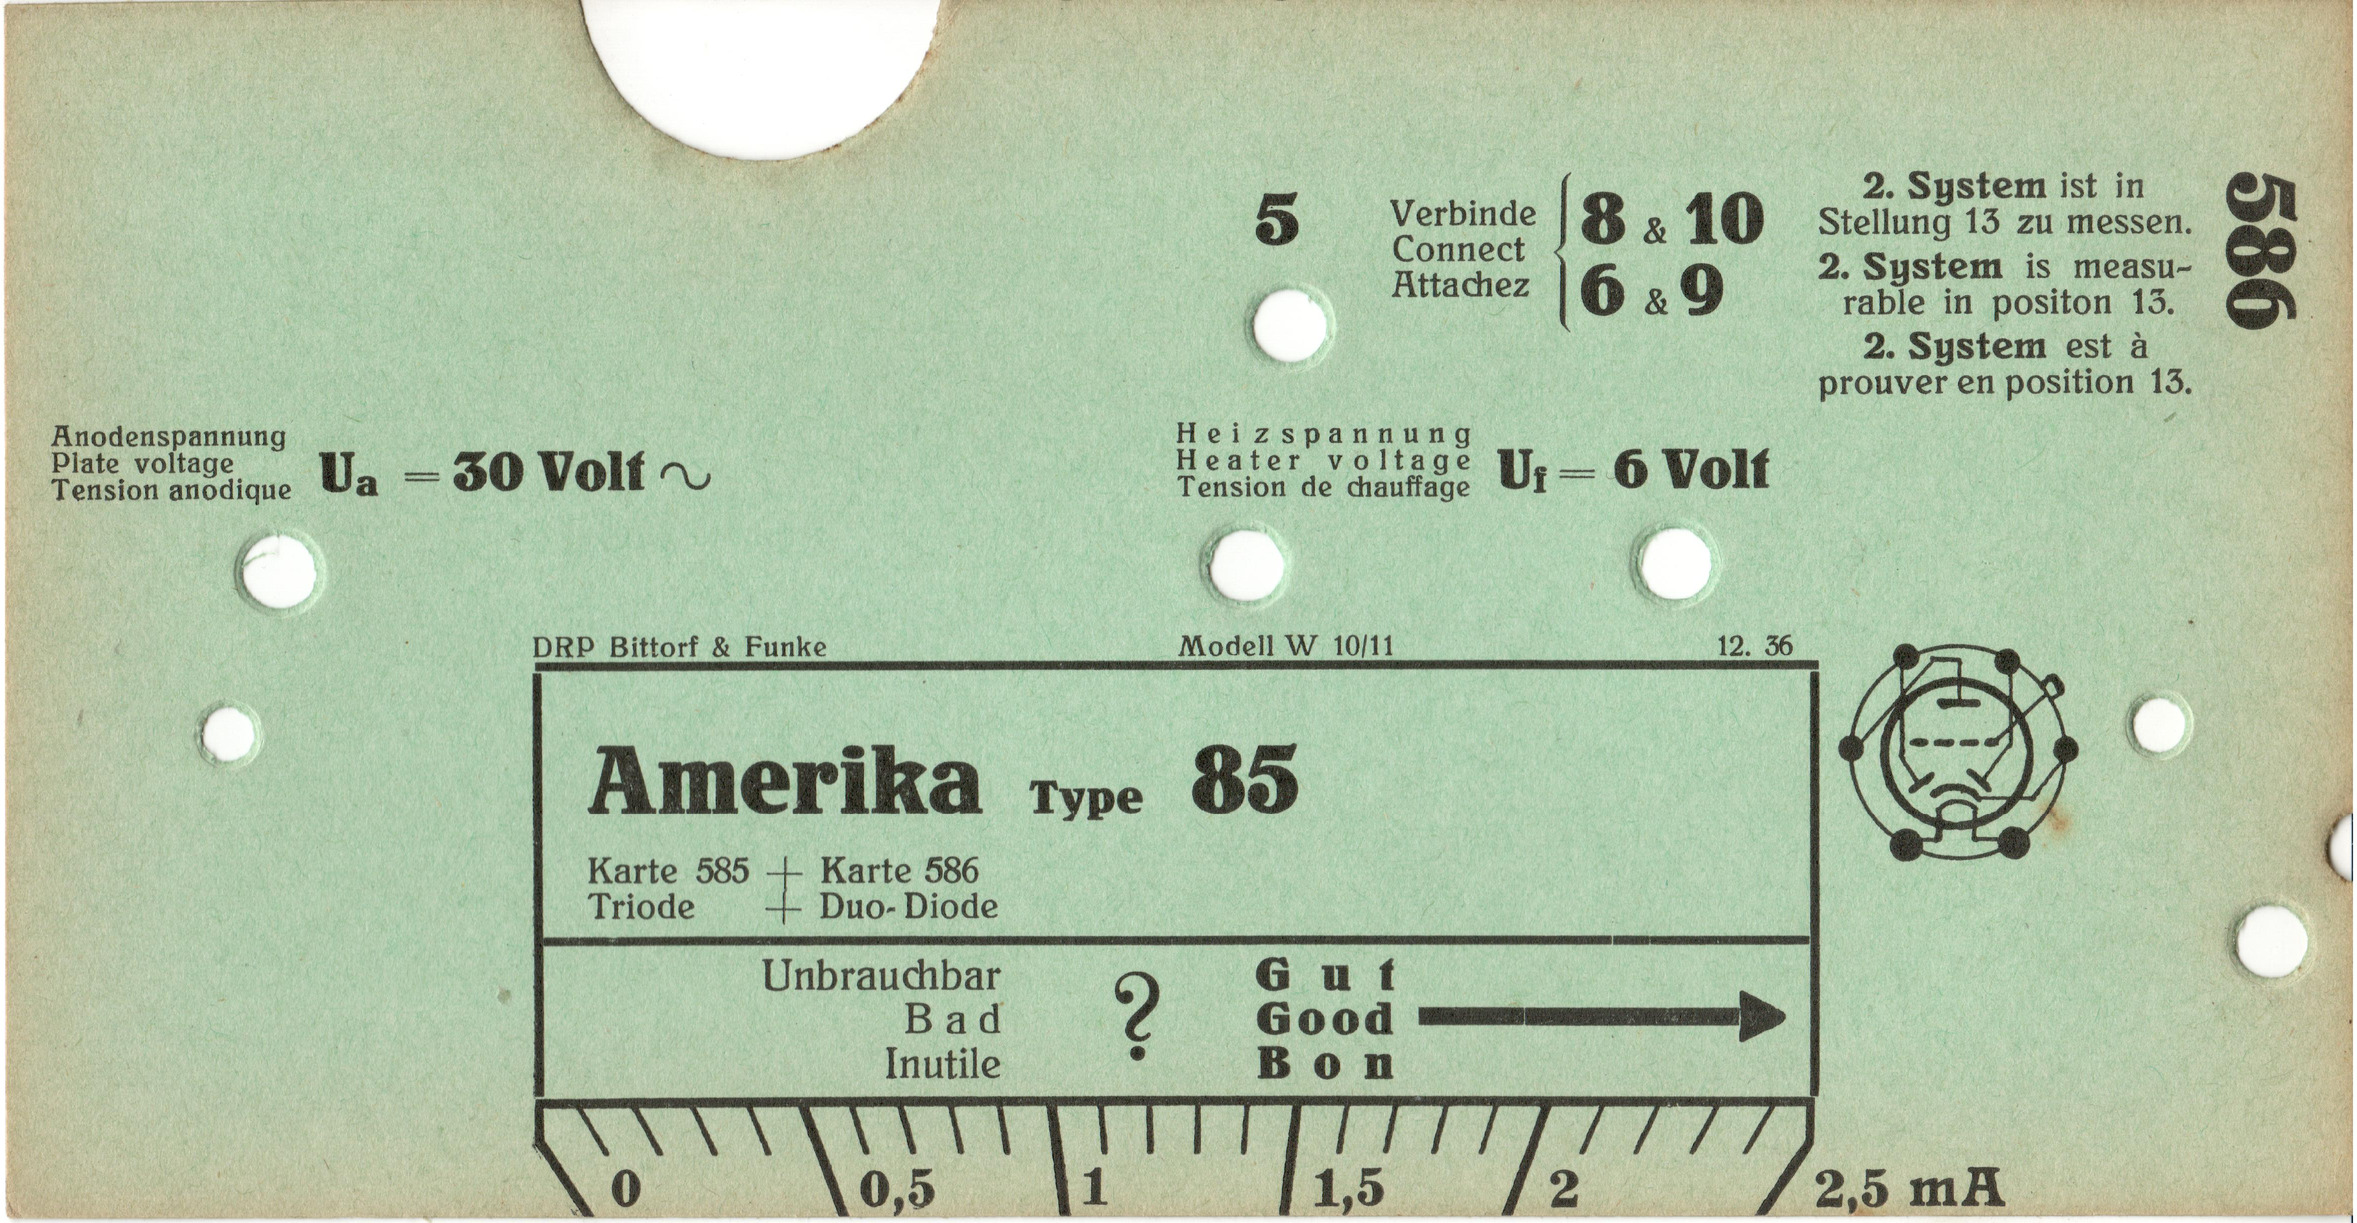 5
Verbinde
Connect
Attachez
8 & 10
6 & 9
2. System ist in
Stellung 13 zu messen.
2. System is measu-
rable in positon 13.
2. System est à
prouver en position 13.
586
Anodenspannung
Plate voltage
Tension anodique
Ua = 30 Volt ~
Heizspannung
Heater voltage
Tension de chauffage
Uf = 6 Volt
DRP Bittorf & Funke Modell W 10/11 12. 36
Amerika Type 85
Karte 585 + Karte 586
Triode + Duo-Diode
Unbrauchbar
Bad
Inutile
?
Gut
Good
Bon
0 0,5 1 1,5 2 2,5 mA